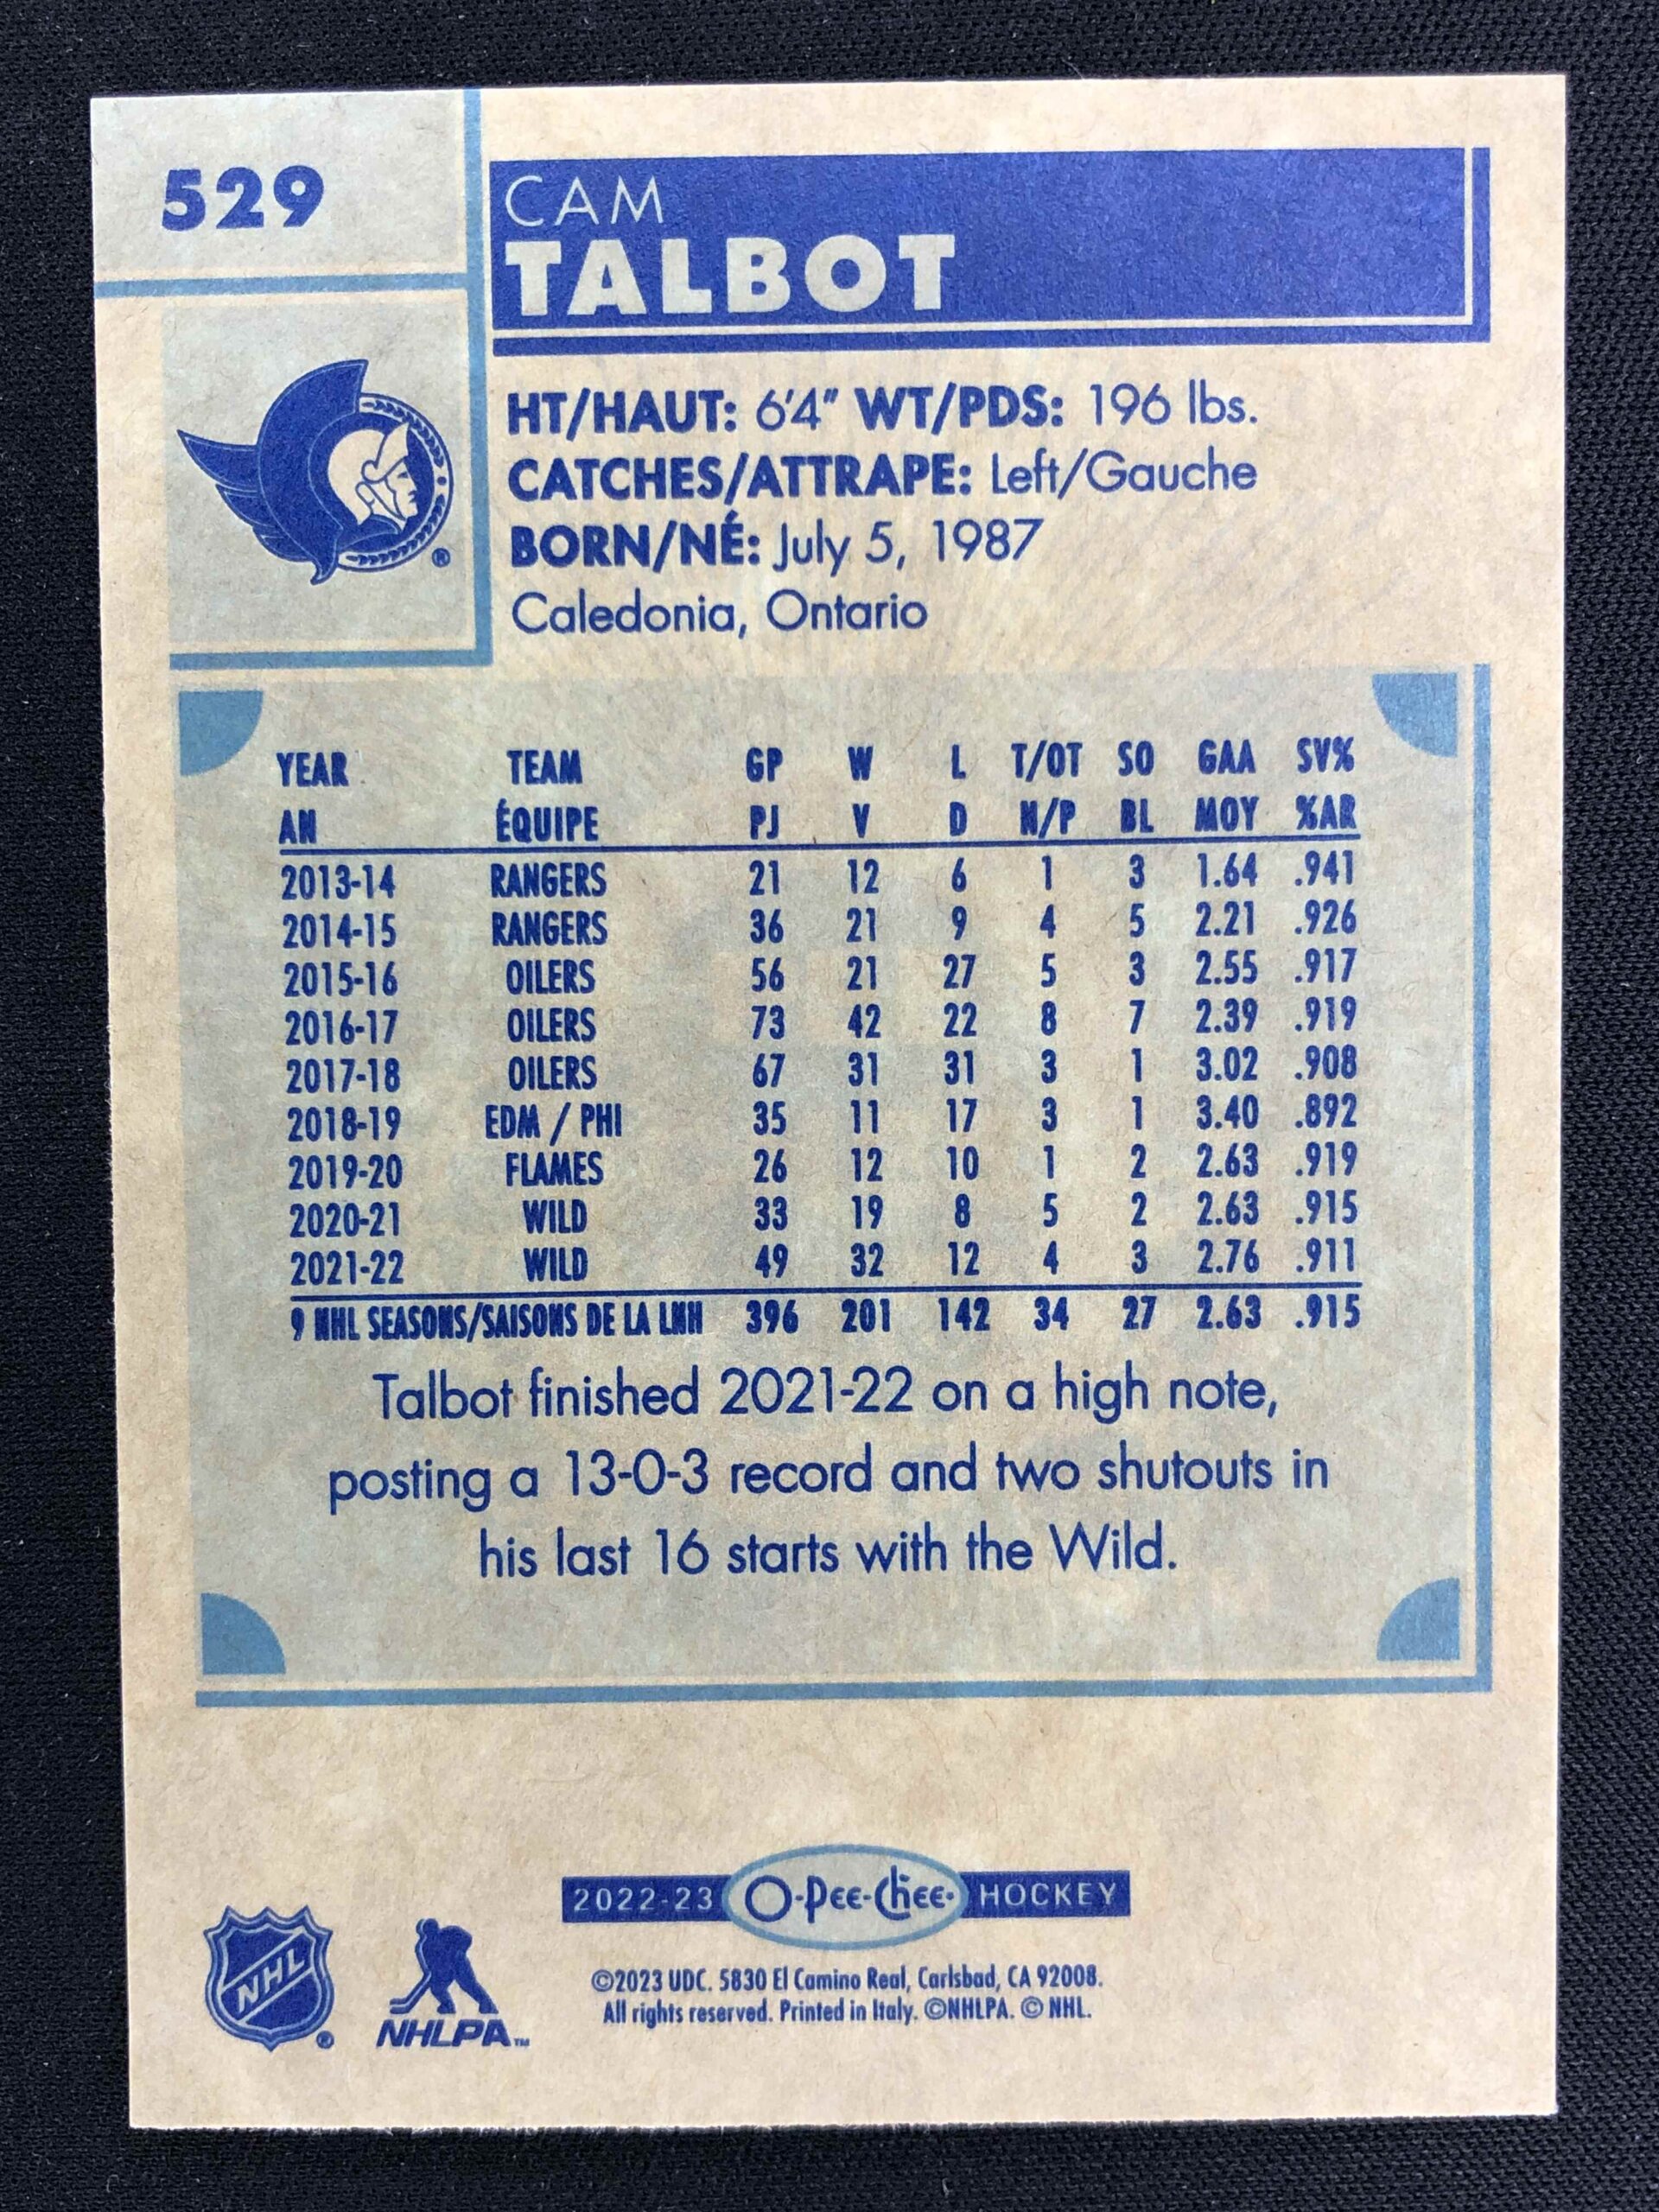 529
CAM
TALBOT
HT/HAUT: 6'4" WT/PDS: 196 lbs.
CATCHES/ATTRAPE: Left/Gauche
BORN/NÉ: July 5, 1987
Caledonia, Ontario
®
YEAR TEAM GP W L T/OT SO GAA SV%
AN ÉQUIPE PJ V D N/P BL MOY %AR
2013-14 RANGERS 21 12 6 1 3 1.64 .941
2014-15 RANGERS 36 21 9 4 5 2.21 .926
2015-16 OILERS 56 21 27 5 3 2.55 .917
2016-17 OILERS 73 42 22 8 7 2.39 .919
2017-18 OILERS 67 31 31 3 1 3.02 .908
2018-19 EDM / PHI 35 11 17 3 1 3.40 .892
2019-20 FLAMES 26 12 10 1 2 2.63 .919
2020-21 WILD 33 19 8 5 2 2.63 .915
2021-22 WILD 49 32 12 4 3 2.76 .911
9 NHL SEASONS/SAISONS DE LA LNH 396 201 142 34 27 2.63 .915
Talbot finished 2021-22 on a high note,
posting a 13-0-3 record and two shutouts in
his last 16 starts with the Wild.
2022-23 O-Pee-Chee HOCKEY
NHL ®
NHLPA™
©2023 UDC. 5830 El Camino Real, Carlsbad, CA 92008.
All rights reserved. Printed in Italy. ©NHLPA. © NHL.